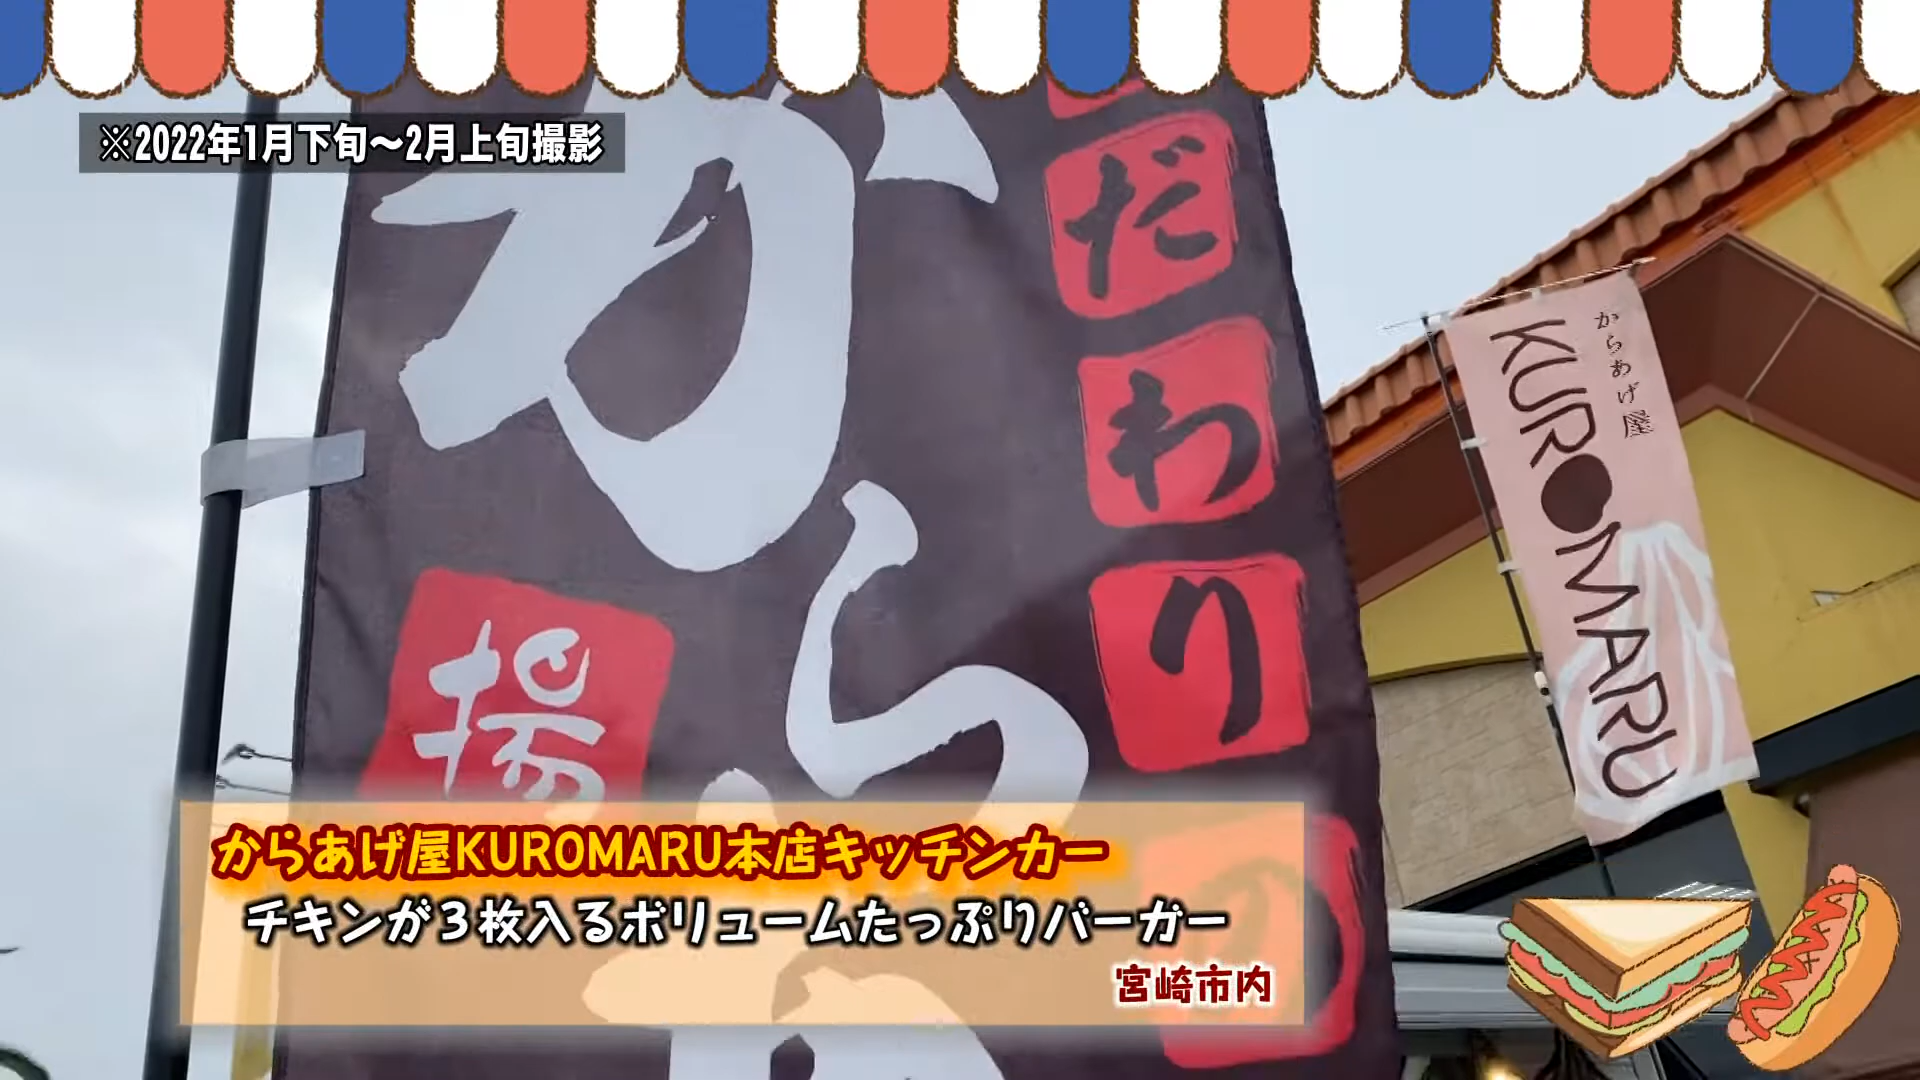 ※2022年1月下旬～2月上旬撮影
から
だわりの
揚
からあげ屋
KUROMARU
からあげ屋KUROMARU本店キッチンカー
チキンが３枚入るボリュームたっぷりバーガー
宮崎市内